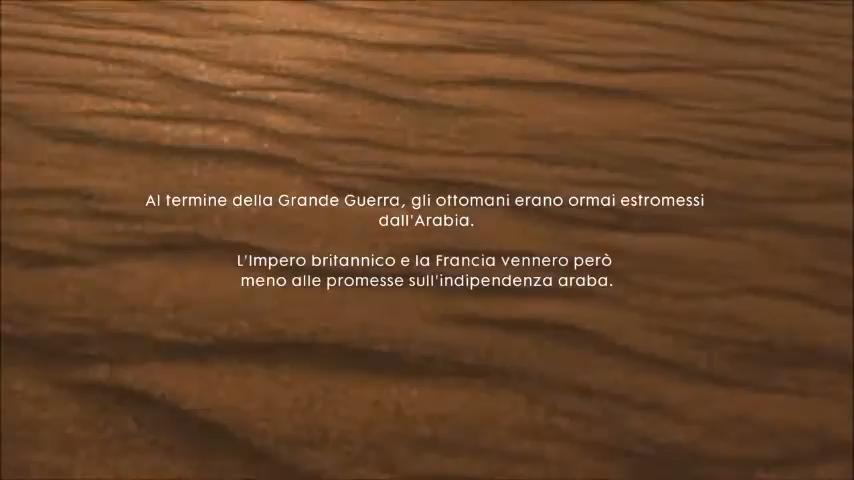 Al termine della Grande Guerra, gli ottomani erano ormai estromessi
dall'Arabia.
L'Impero britannico e la Francia vennero però
meno alle promesse sull'indipendenza araba.